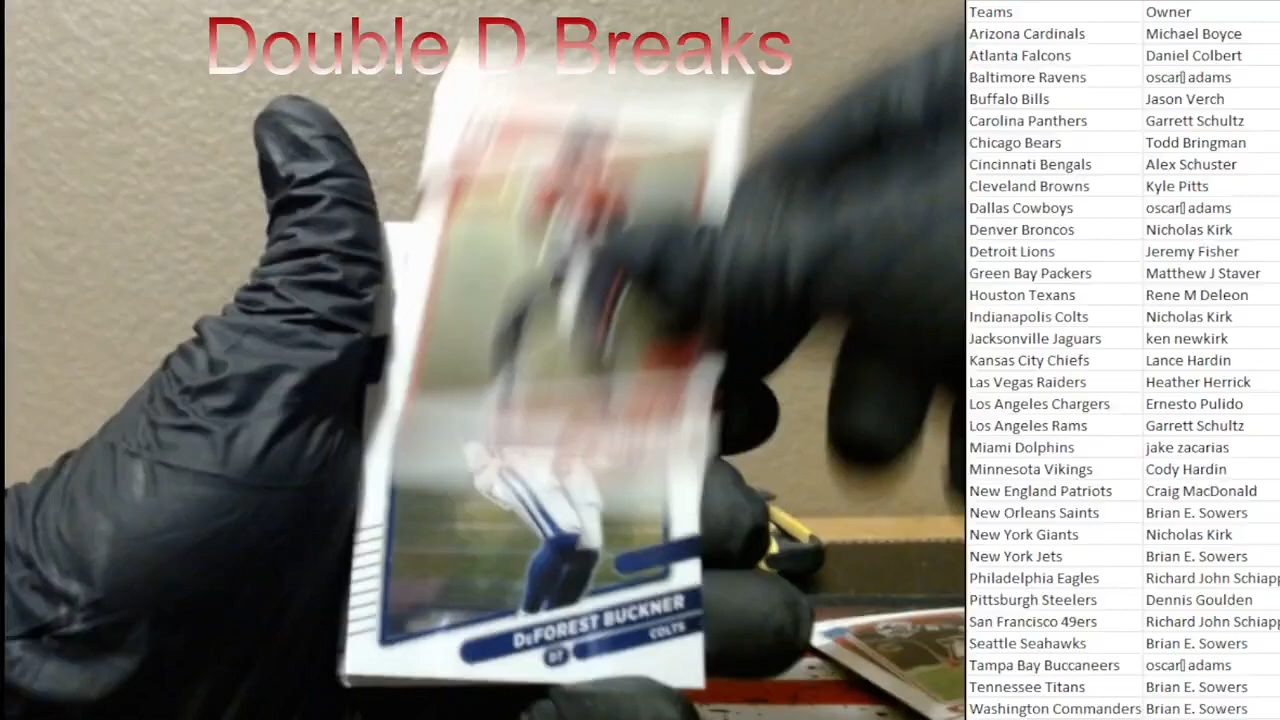 Double D Breaks
Teams Owner
Arizona Cardinals Michael Boyce
Atlanta Falcons Daniel Colbert
Baltimore Ravens oscar▯ adams
Buffalo Bills Jason Verch
Carolina Panthers Garrett Schultz
Chicago Bears Todd Bringman
Cincinnati Bengals Alex Schuster
Cleveland Browns Kyle Pitts
Dallas Cowboys oscar▯ adams
Denver Broncos Nicholas Kirk
Detroit Lions Jeremy Fisher
Green Bay Packers Matthew J Staver
Houston Texans Rene M Deleon
Indianapolis Colts Nicholas Kirk
Jacksonville Jaguars ken newkirk
Kansas City Chiefs Lance Hardin
Las Vegas Raiders Heather Herrick
Los Angeles Chargers Ernesto Pulido
Los Angeles Rams Garrett Schultz
Miami Dolphins jake zacarias
Minnesota Vikings Cody Hardin
New England Patriots Craig MacDonald
New Orleans Saints Brian E. Sowers
New York Giants Nicholas Kirk
New York Jets Brian E. Sowers
Philadelphia Eagles Richard John Schiapp
Pittsburgh Steelers Dennis Goulden
San Francisco 49ers Richard John Schiapp
Seattle Seahawks Brian E. Sowers
Tampa Bay Buccaneers oscar▯ adams
Tennessee Titans Brian E. Sowers
Washington Commanders Brian E. Sowers
DeFOREST BUCKNER
DT COLTS